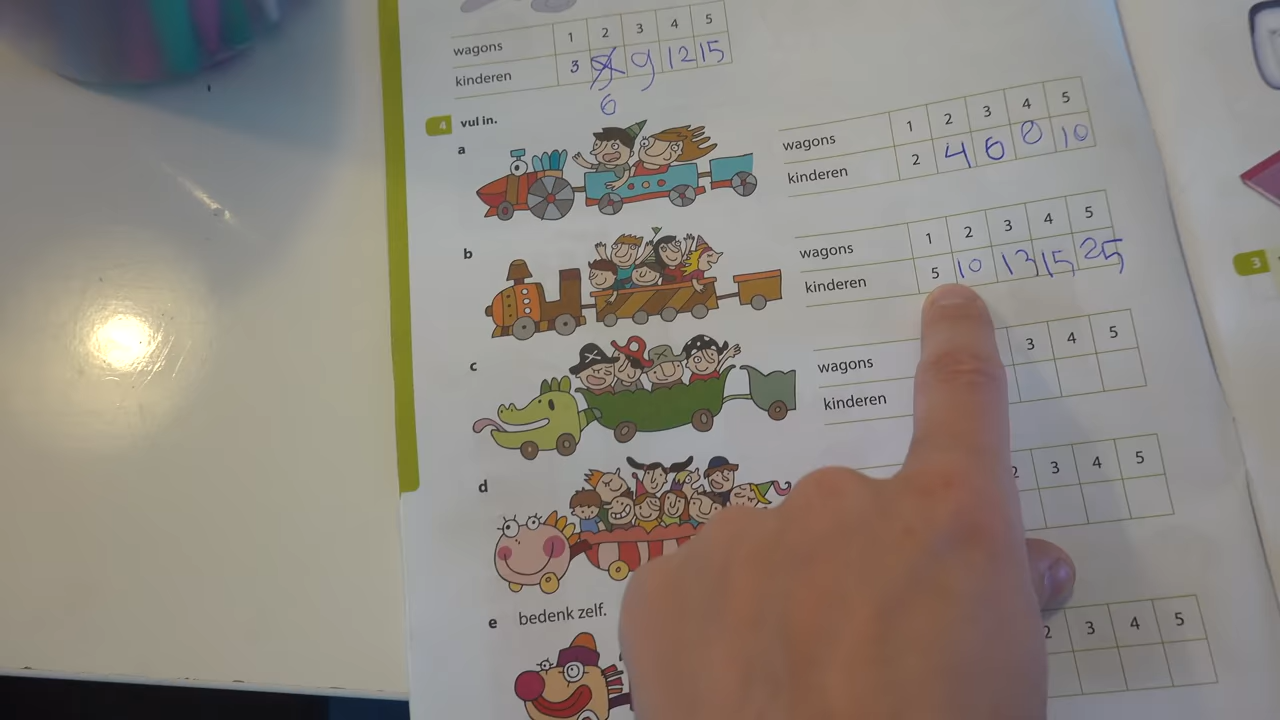 wagons 1 2 3 4 5
kinderen 3 9 12 15
6
4 vul in.
a
wagons 1 2 3 4 5
kinderen 2 4 6 8 10
b
wagons 1 2 3 4 5
kinderen 5 10 13 15 25
c
wagons 3 4 5
kinderen
d
2 3 4 5
e bedenk zelf.
2 3 4 5
3